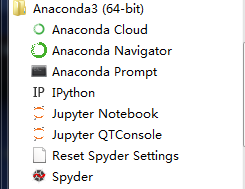 Anaconda3 (64-bit)
Anaconda Cloud
Anaconda Navigator
Anaconda Prompt
IP IPython
Jupyter Notebook
Jupyter QTConsole
Reset Spyder Settings
Spyder